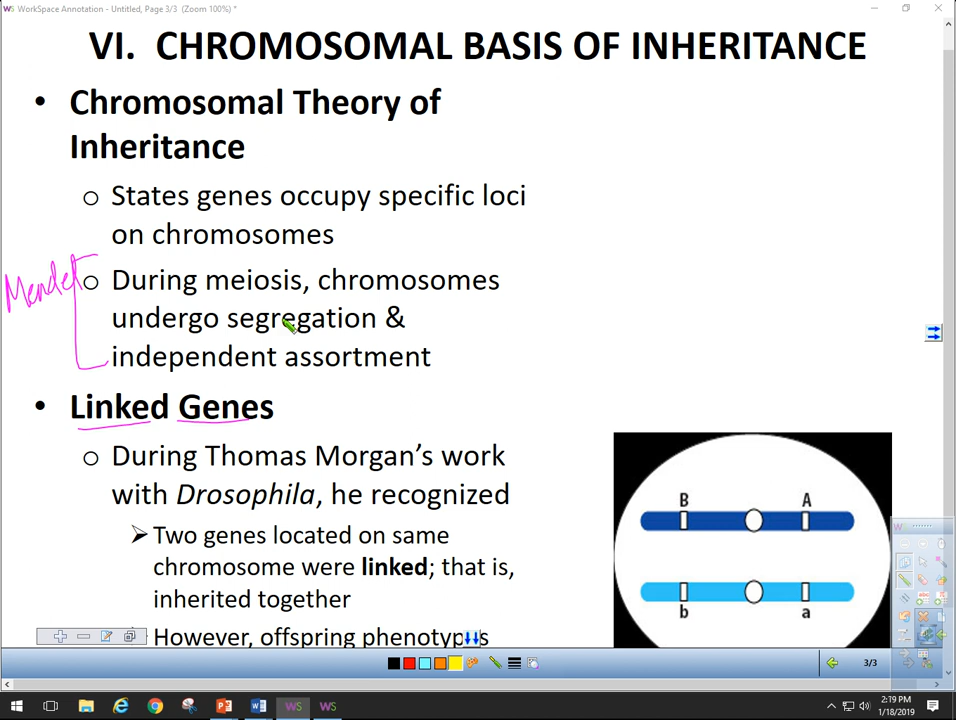 WorkSpace Annotation - Untitled, Page 3/3 (Zoom 100%) *
VI. CHROMOSOMAL BASIS OF INHERITANCE
• Chromosomal Theory of
Inheritance
o States genes occupy specific loci
on chromosomes
Mendel
o During meiosis, chromosomes
undergo segregation &
independent assortment
• Linked Genes
o During Thomas Morgan's work
with Drosophila, he recognized
➢ Two genes located on same
chromosome were linked; that is,
inherited together
However, offspring phenotypes
B A
b a
3/3
2:19 PM
1/18/2019